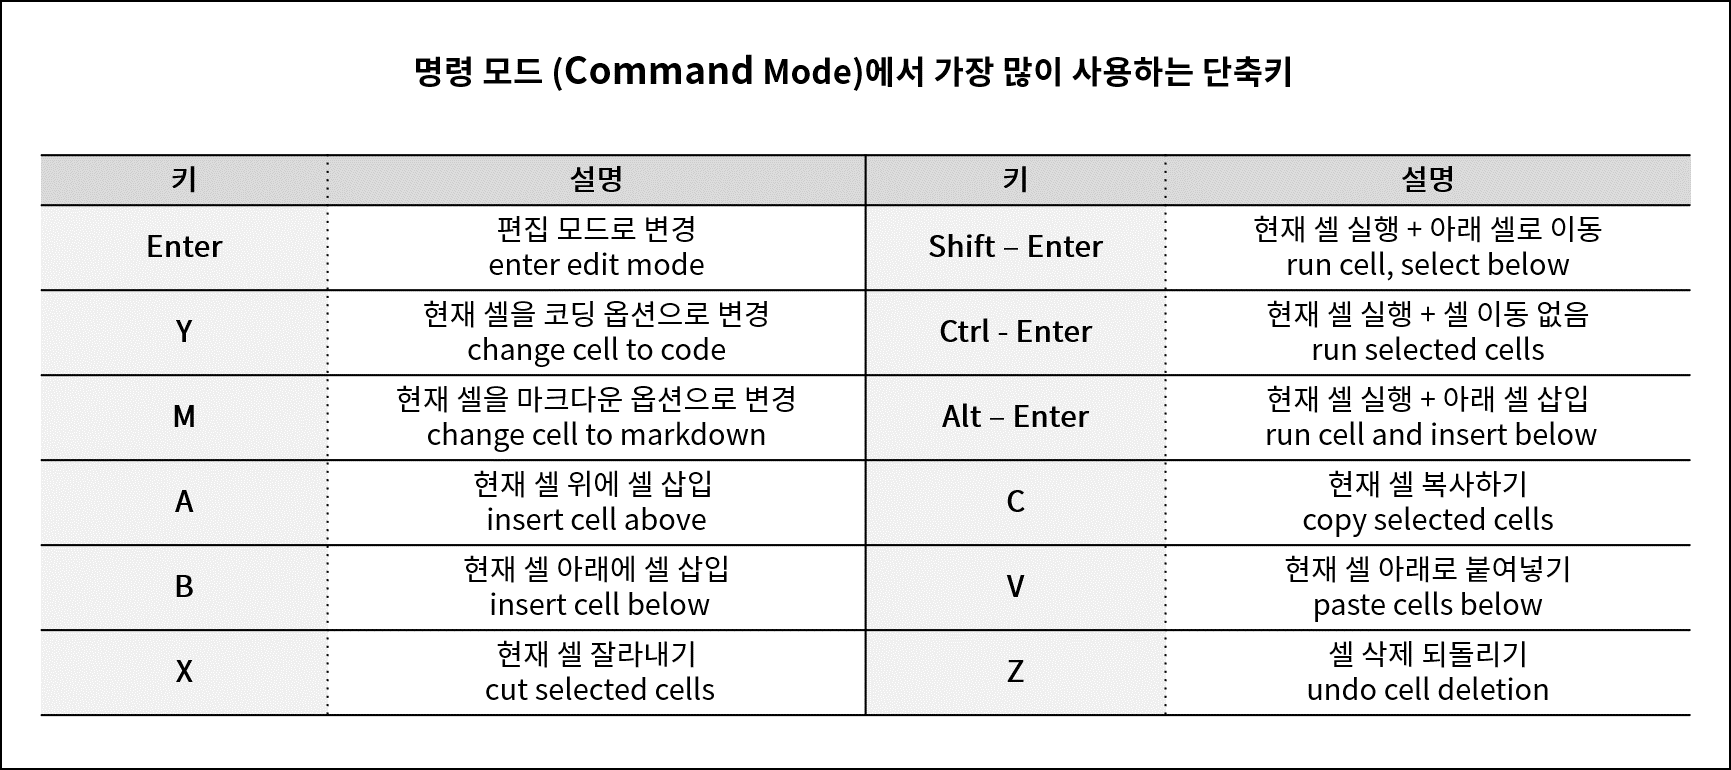 명령 모드 (Command Mode)에서 가장 많이 사용하는 단축키
키 설명 키 설명
Enter
편집 모드로 변경
enter edit mode
Shift – Enter
현재 셀 실행 + 아래 셀로 이동
run cell, select below
Y
현재 셀을 코딩 옵션으로 변경
change cell to code
Ctrl - Enter
현재 셀 실행 + 셀 이동 없음
run selected cells
M
현재 셀을 마크다운 옵션으로 변경
change cell to markdown
Alt – Enter
현재 셀 실행 + 아래 셀 삽입
run cell and insert below
A
현재 셀 위에 셀 삽입
insert cell above
C
현재 셀 복사하기
copy selected cells
B
현재 셀 아래에 셀 삽입
insert cell below
V
현재 셀 아래로 붙여넣기
paste cells below
X
현재 셀 잘라내기
cut selected cells
Z
셀 삭제 되돌리기
undo cell deletion